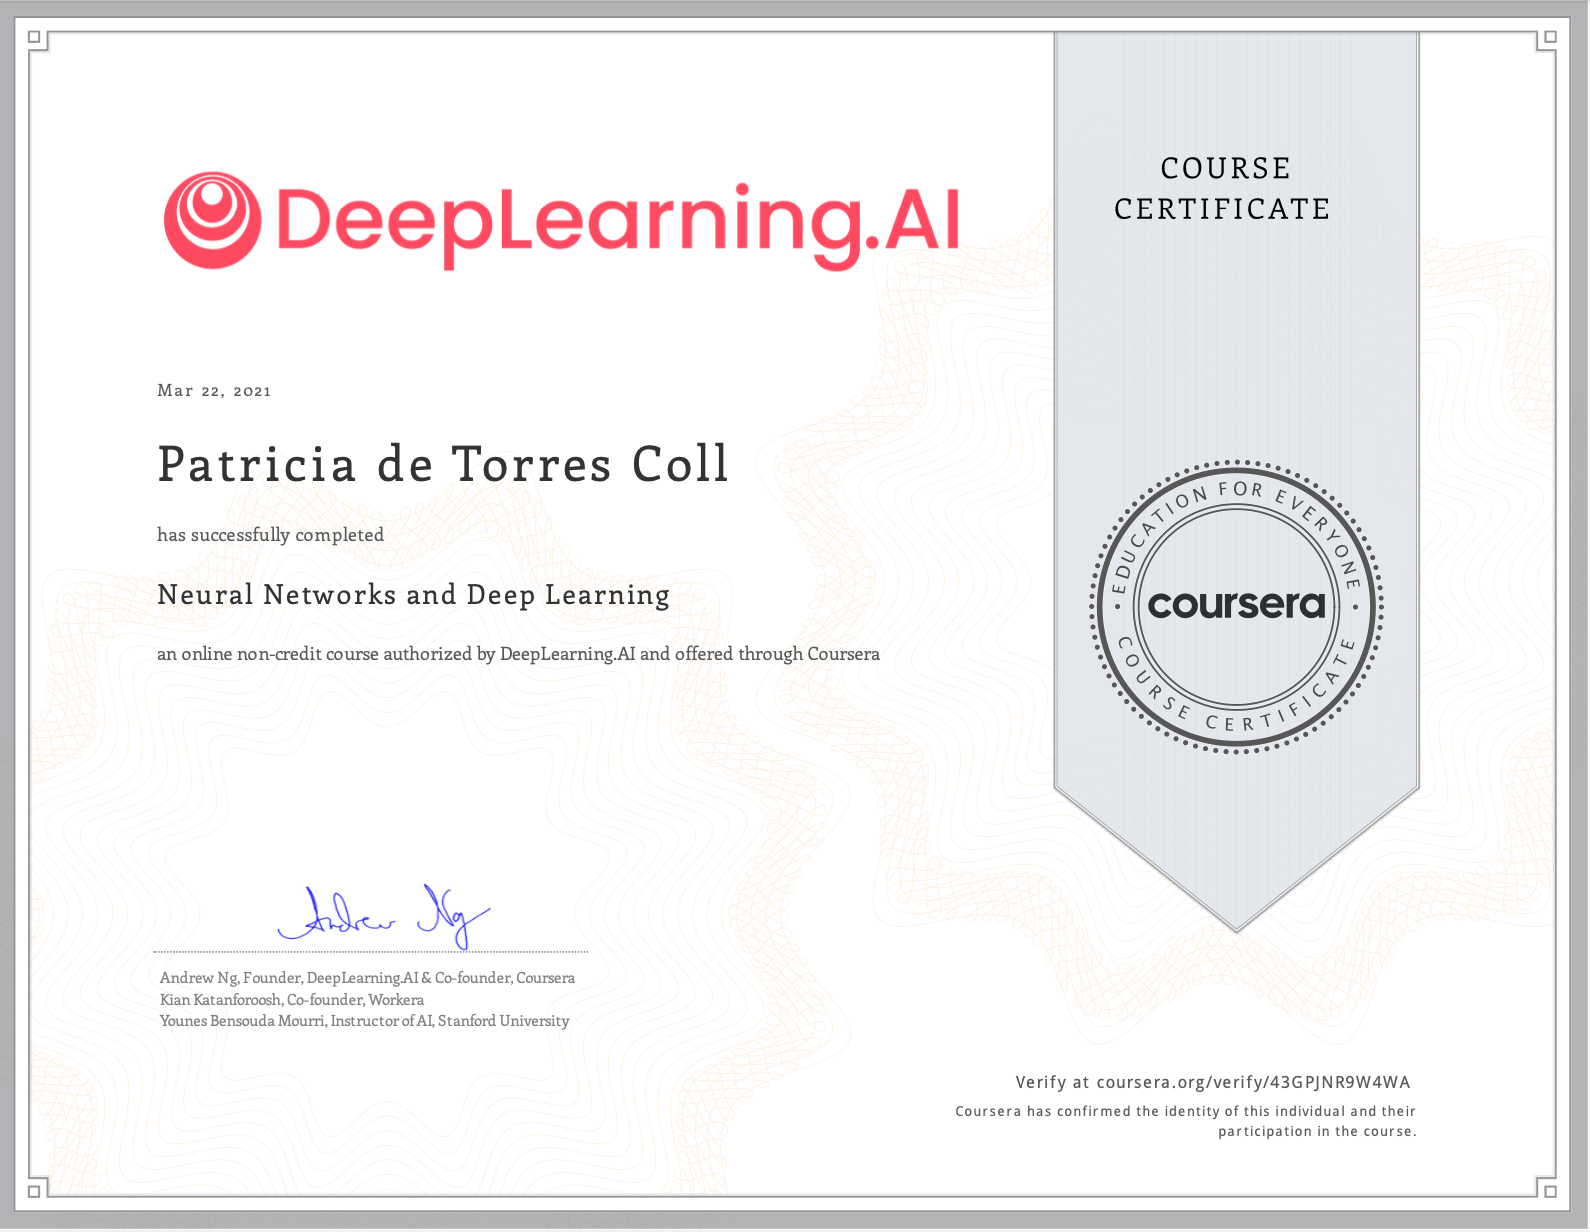 DeepLearning.AI
COURSE
CERTIFICATE
Mar 22, 2021
Patricia de Torres Coll
has successfully completed
Neural Networks and Deep Learning
an online non-credit course authorized by DeepLearning.AI and offered through Coursera
EDUCATION FOR EVERYONE
coursera
COURSE CERTIFICATE
Andrew Ng
Andrew Ng, Founder, DeepLearning.AI & Co-founder, Coursera
Kian Katanforoosh, Co-founder, Workera
Younes Bensouda Mourri, Instructor of AI, Stanford University
Verify at coursera.org/verify/43GPJNR9W4WA
Coursera has confirmed the identity of this individual and their
participation in the course.